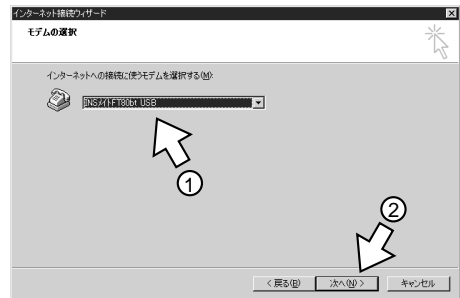 インターネット接続ウィザード
モデムの選択
インターネットへの接続に使うモデムを選択する(M):
INSメイトFT80bt USB
①
②
< 戻る(B)
次へ(N) >
キャンセル